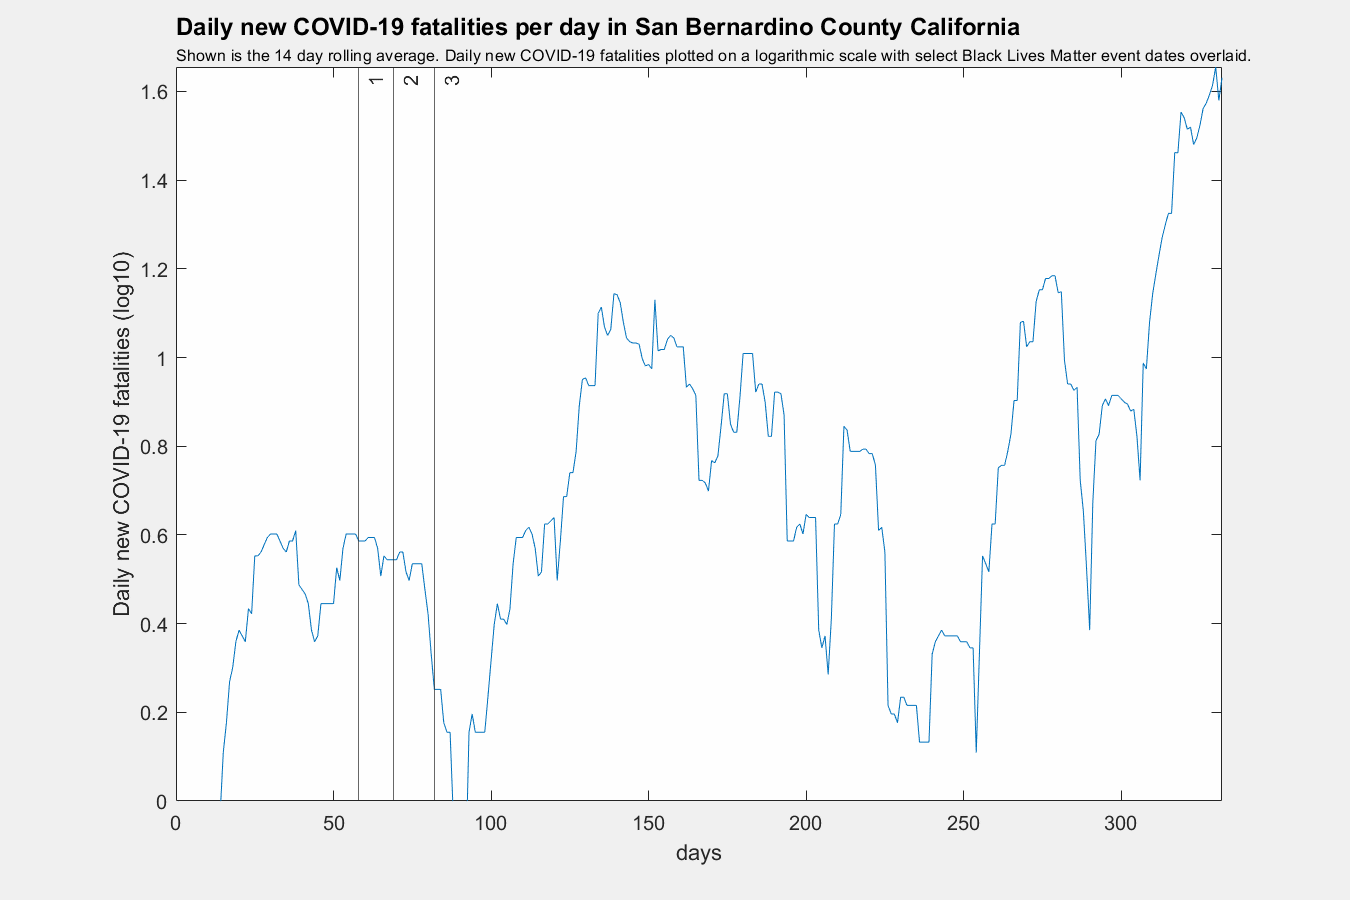 Daily new COVID-19 fatalities per day in San Bernardino County California
Shown is the 14 day rolling average. Daily new COVID-19 fatalities plotted on a logarithmic scale with select Black Lives Matter event dates overlaid.
1
2
3
1.6
1.4
1.2
1
0.8
0.6
0.4
0.2
0
Daily new COVID-19 fatalities (log10)
0 50 100 150 200 250 300
days